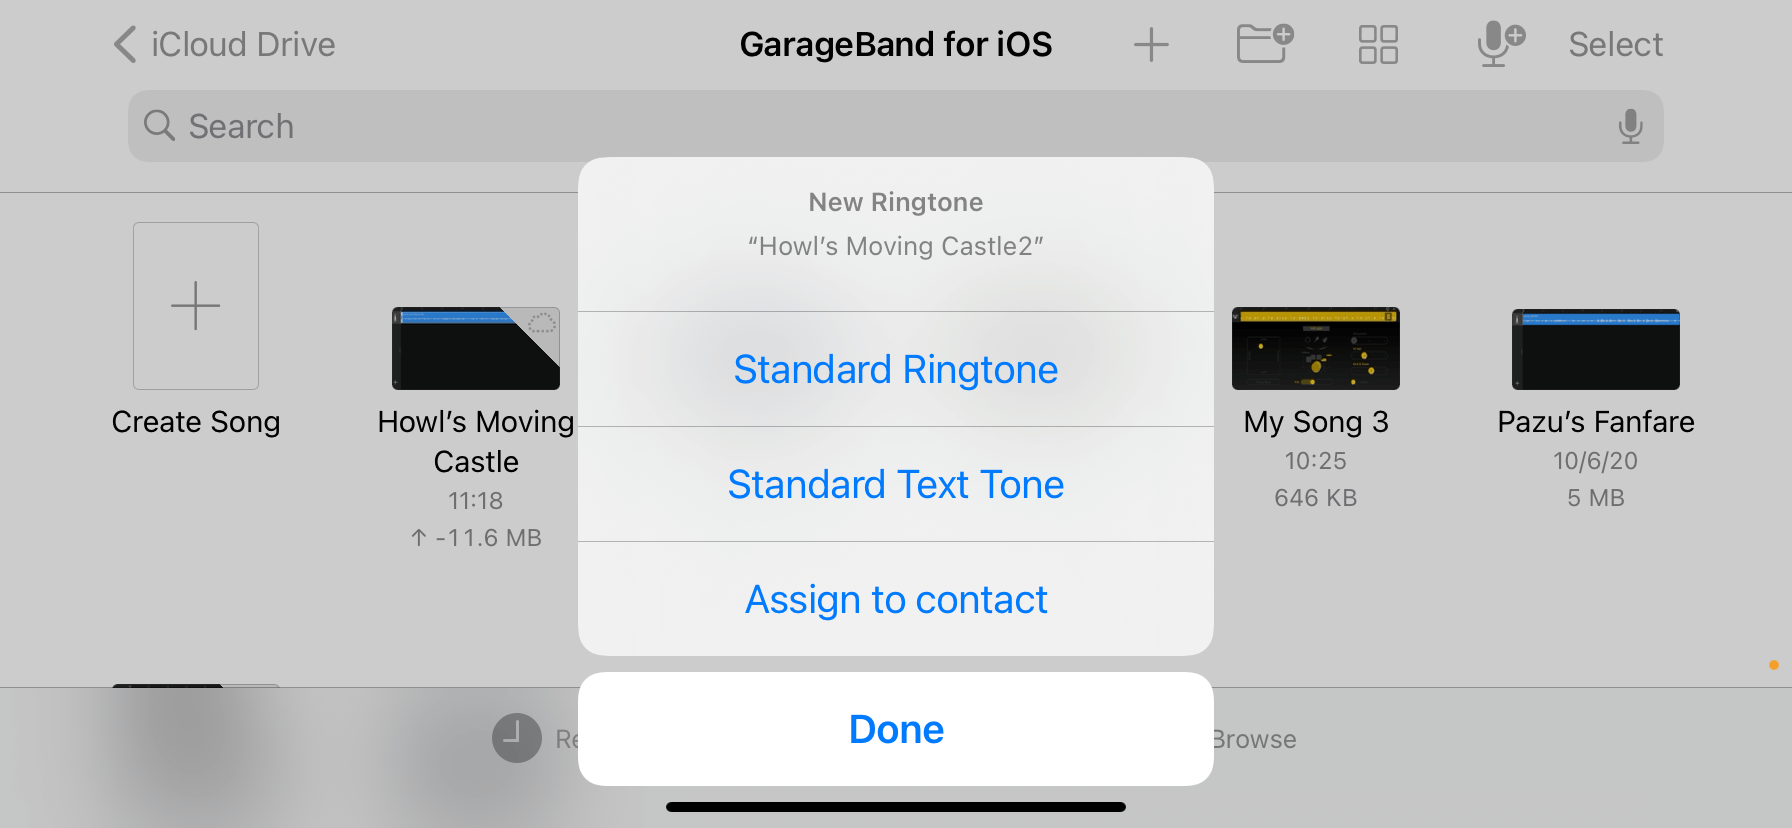 iCloud Drive
GarageBand for iOS
Select
Search
New Ringtone
“Howl’s Moving Castle2”
Standard Ringtone
Standard Text Tone
Assign to contact
Done
Create Song
Howl’s Moving
Castle
11:18
↑ -11.6 MB
My Song 3
10:25
646 KB
Pazu’s Fanfare
10/6/20
5 MB
Browse